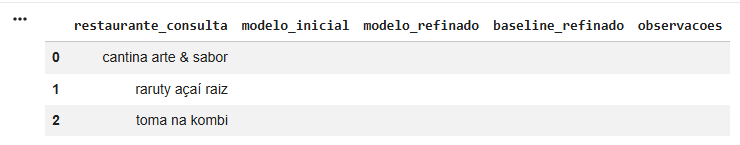 restaurante_consulta modelo_inicial modelo_refinado baseline_refinado observacoes
0 cantina arte & sabor
1 raruty açaí raiz
2 toma na kombi